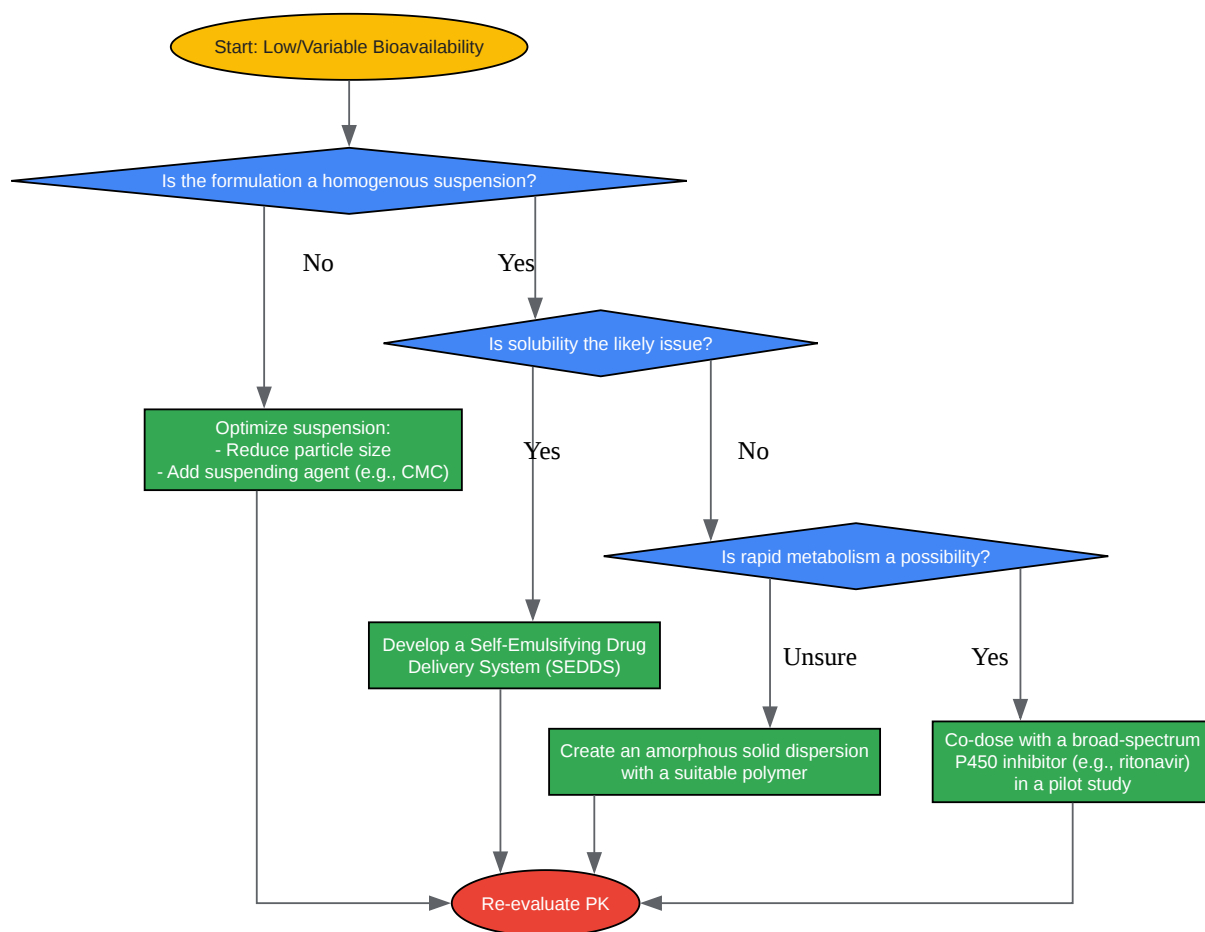 Start: Low/Variable Bioavailability
Is the formulation a homogenous suspension?
No
Yes
Is solubility the likely issue?
Optimize suspension:
- Reduce particle size
- Add suspending agent (e.g., CMC)
Yes
No
Is rapid metabolism a possibility?
Develop a Self-Emulsifying Drug
Delivery System (SEDDS)
Unsure
Yes
Create an amorphous solid dispersion
with a suitable polymer
Co-dose with a broad-spectrum
P450 inhibitor (e.g., ritonavir)
in a pilot study
Re-evaluate PK